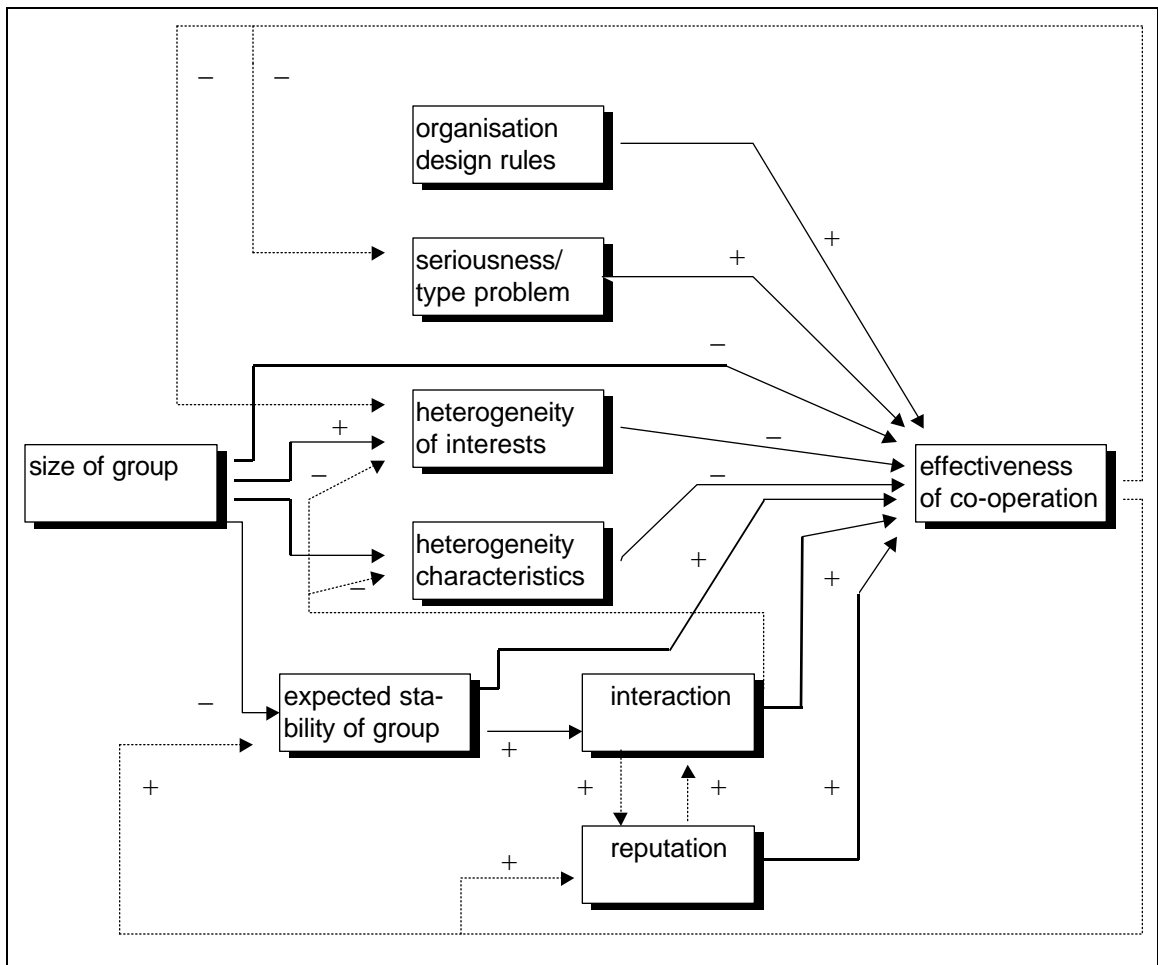 − −
organisation
design rules
+
seriousness/
type problem
+
−
heterogeneity
of interests
+
−
−
size of group
effectiveness
of co-operation
−
heterogeneity
characteristics
−
+
+
expected sta-
bility of group
interaction
−
+
+
+
+
+
reputation
+